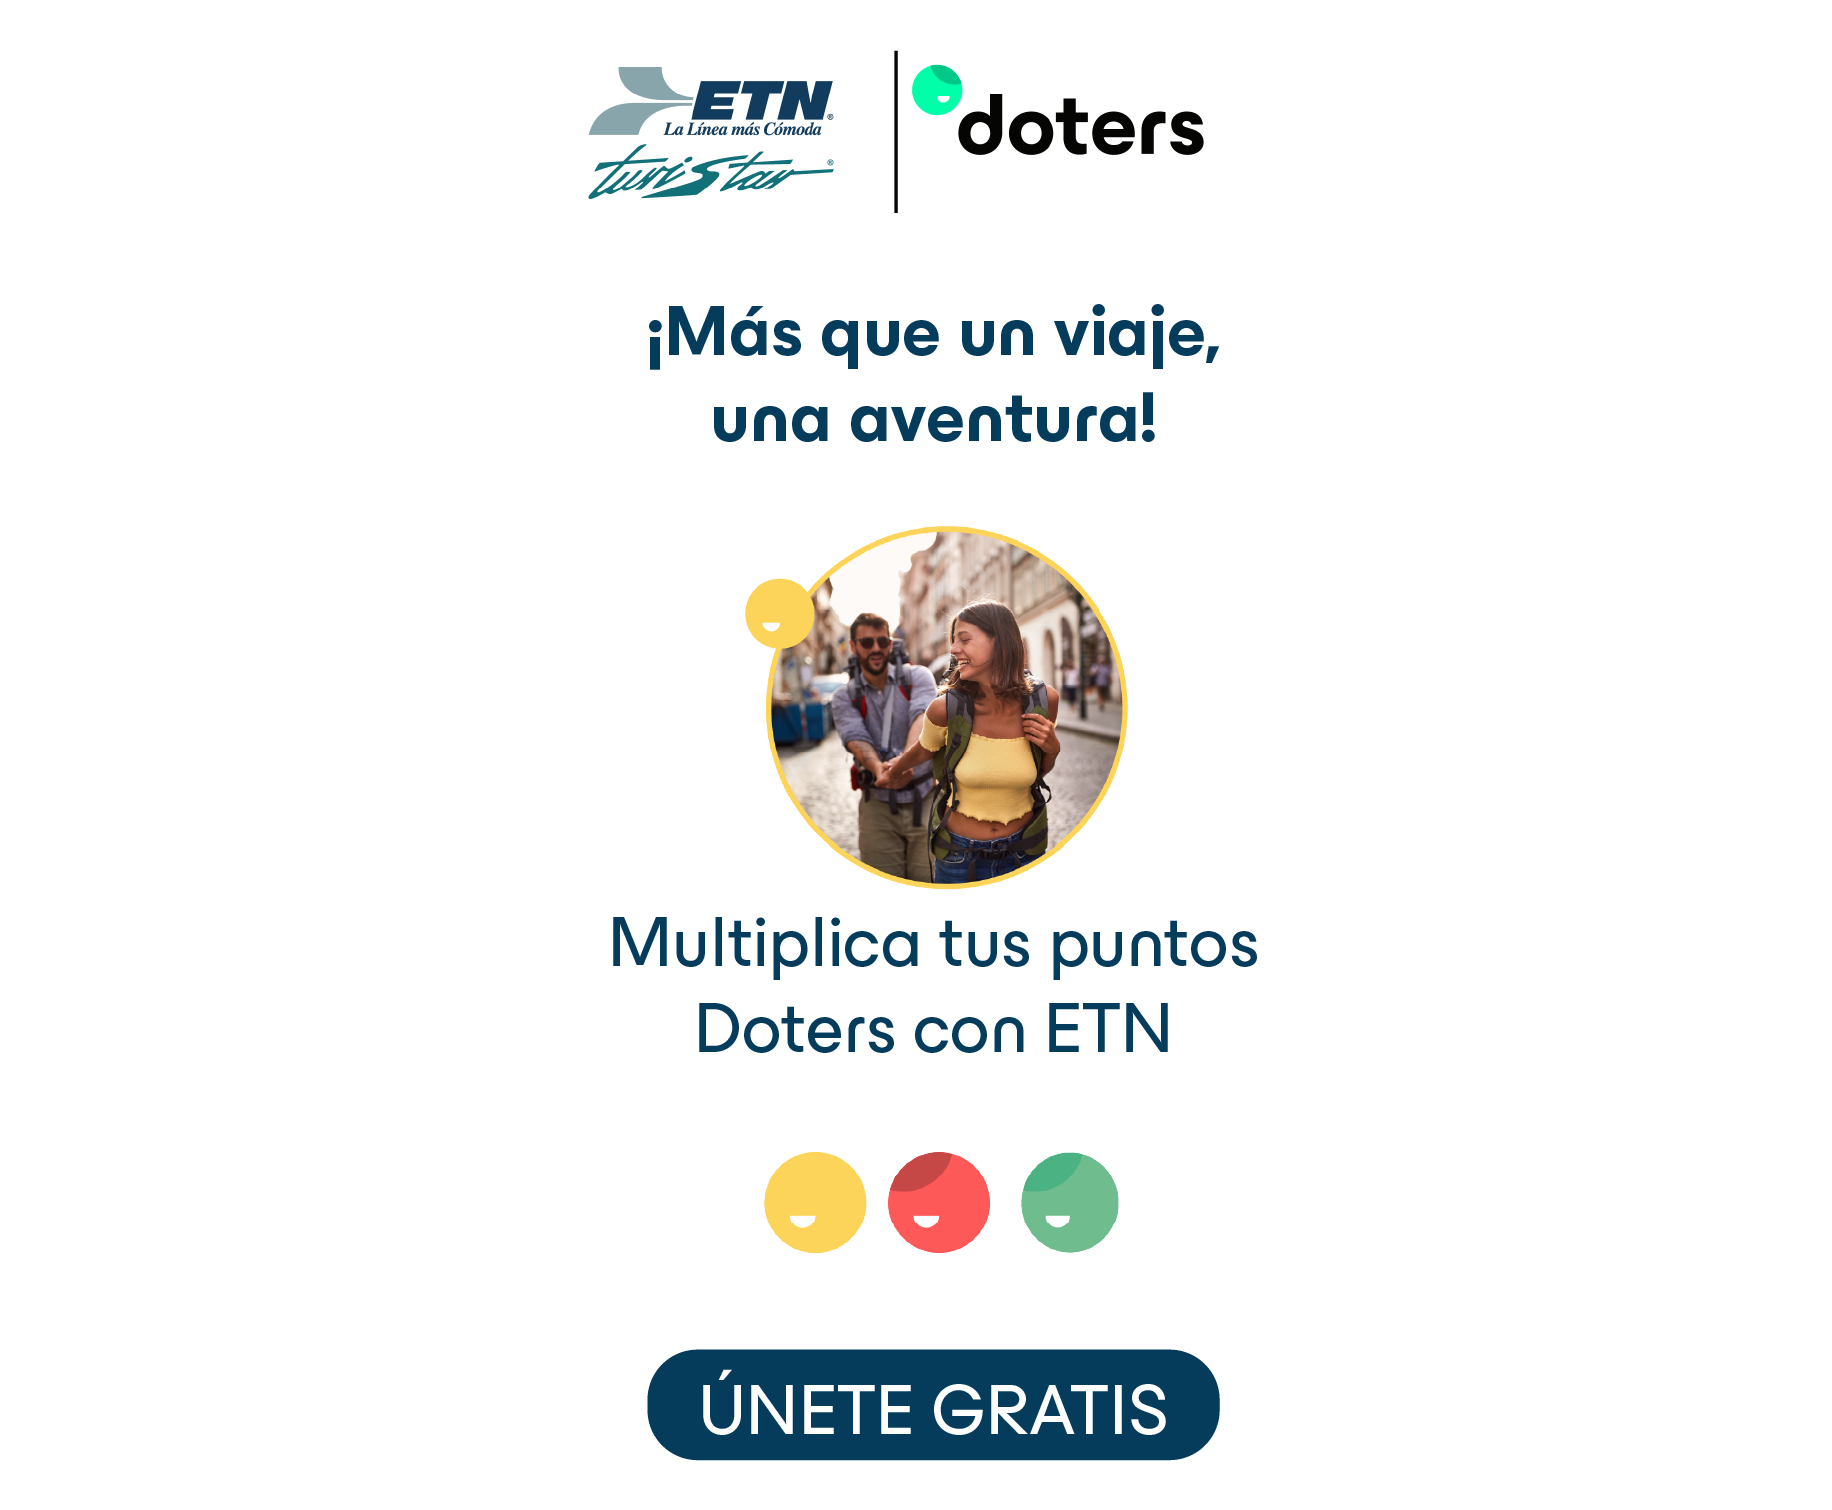 ETN®
La Línea más Cómoda
turistar®
doters
¡Más que un viaje,
una aventura!
Multiplica tus puntos
Doters con ETN
ÚNETE GRATIS